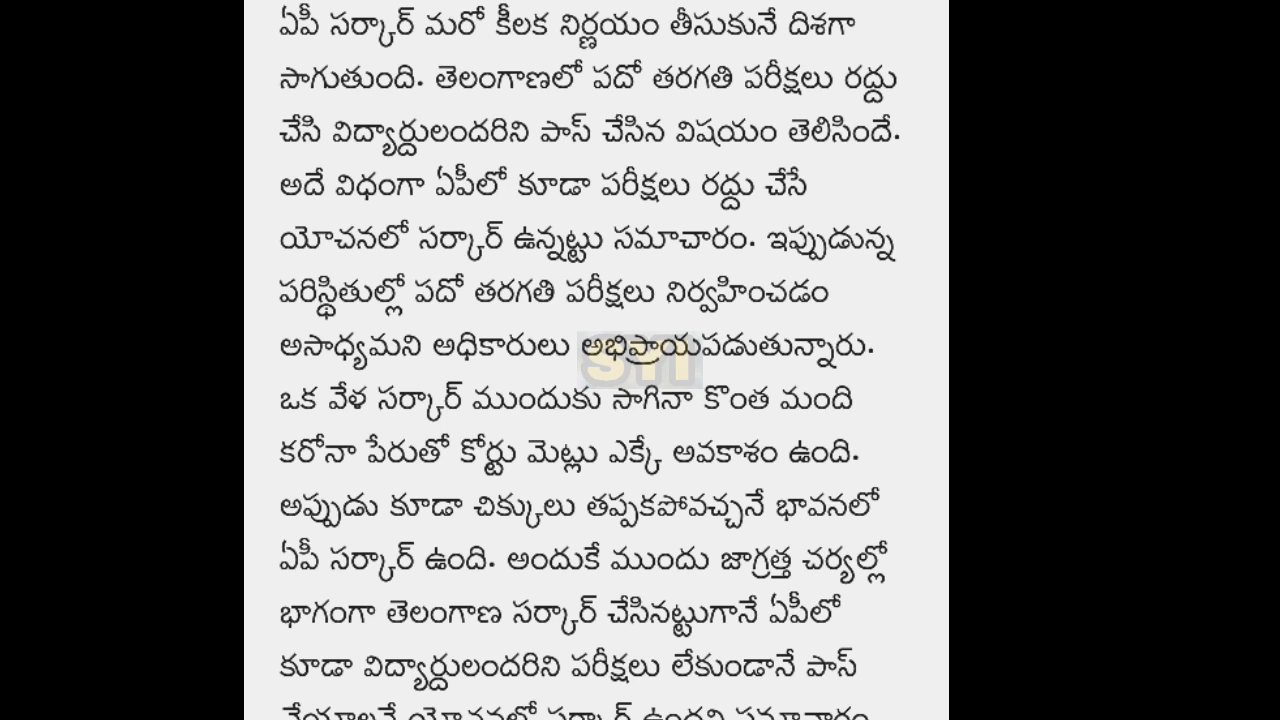 ఏపీ సర్కార్ మరో కీలక నిర్ణయం తీసుకునే దిశగా
సాగుతుంది. తెలంగాణలో పదో తరగతి పరీక్షలు రద్దు
చేసి విద్యార్దులందరిని పాస్ చేసిన విషయం తెలిసిందే.
అదే విధంగా ఏపీలో కూడా పరీక్షలు రద్దు చేసే
యోచనలో సర్కార్ ఉన్నట్టు సమాచారం. ఇప్పుడున్న
పరిస్థితుల్లో పదో తరగతి పరీక్షలు నిర్వహించడం
అసాధ్యమని అధికారులు అభిప్రాయపడుతున్నారు.
ఒక వేళ సర్కార్ ముందుకు సాగినా కొంత మంది
కరోనా పేరుతో కోర్టు మెట్లు ఎక్కే అవకాశం ఉంది.
అప్పుడు కూడా చిక్కులు తప్పకపోవచ్చనే భావనలో
ఏపీ సర్కార్ ఉంది. అందుకే ముందు జాగ్రత్త చర్యల్లో
భాగంగా తెలంగాణ సర్కార్ చేసినట్టుగానే ఏపీలో
కూడా విద్యార్దులందరిని పరీక్షలు లేకుండానే పాస్